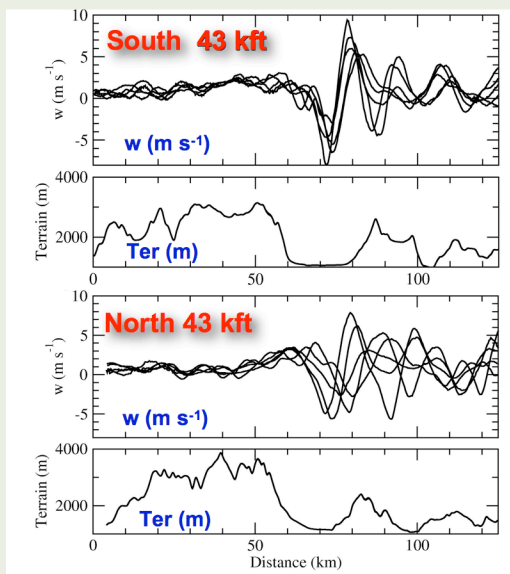 10
South 43 kft
5
w (m s⁻¹)
0
w (m s⁻¹)
-5
4000
Terrain (m)
2000
Ter (m)
0
50
100
10
North 43 kft
5
w (m s⁻¹)
0
-5
w (m s⁻¹)
4000
Terrain (m)
2000
Ter (m)
0
50
100
Distance (km)